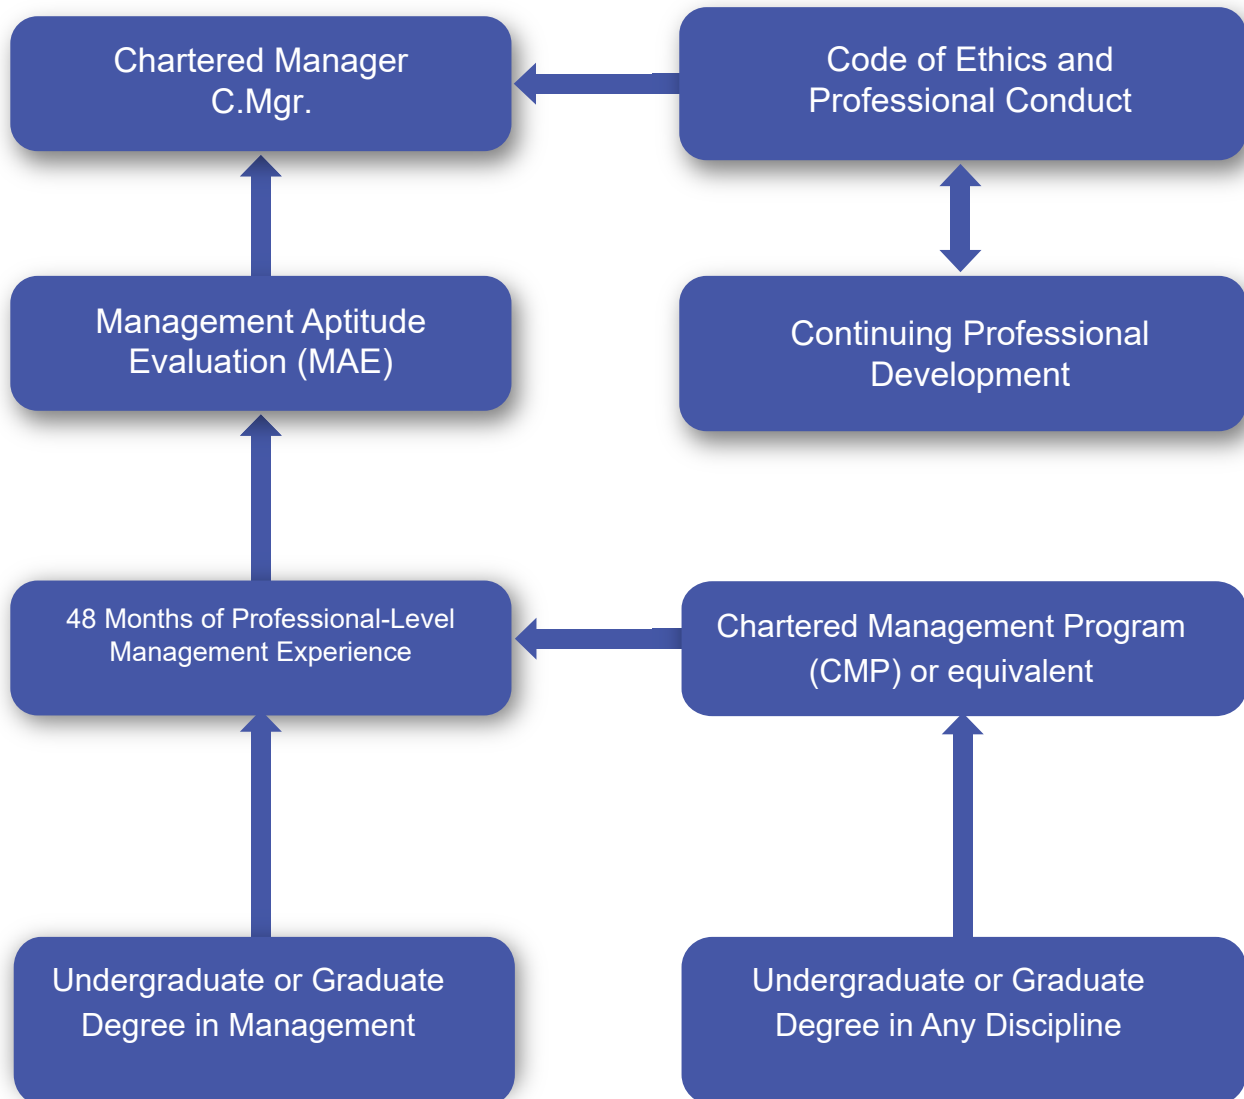 Chartered Manager
C.Mgr.
Code of Ethics and
Professional Conduct
Management Aptitude
Evaluation (MAE)
Continuing Professional
Development
48 Months of Professional-Level
Management Experience
Chartered Management Program
(CMP) or equivalent
Undergraduate or Graduate
Degree in Management
Undergraduate or Graduate
Degree in Any Discipline